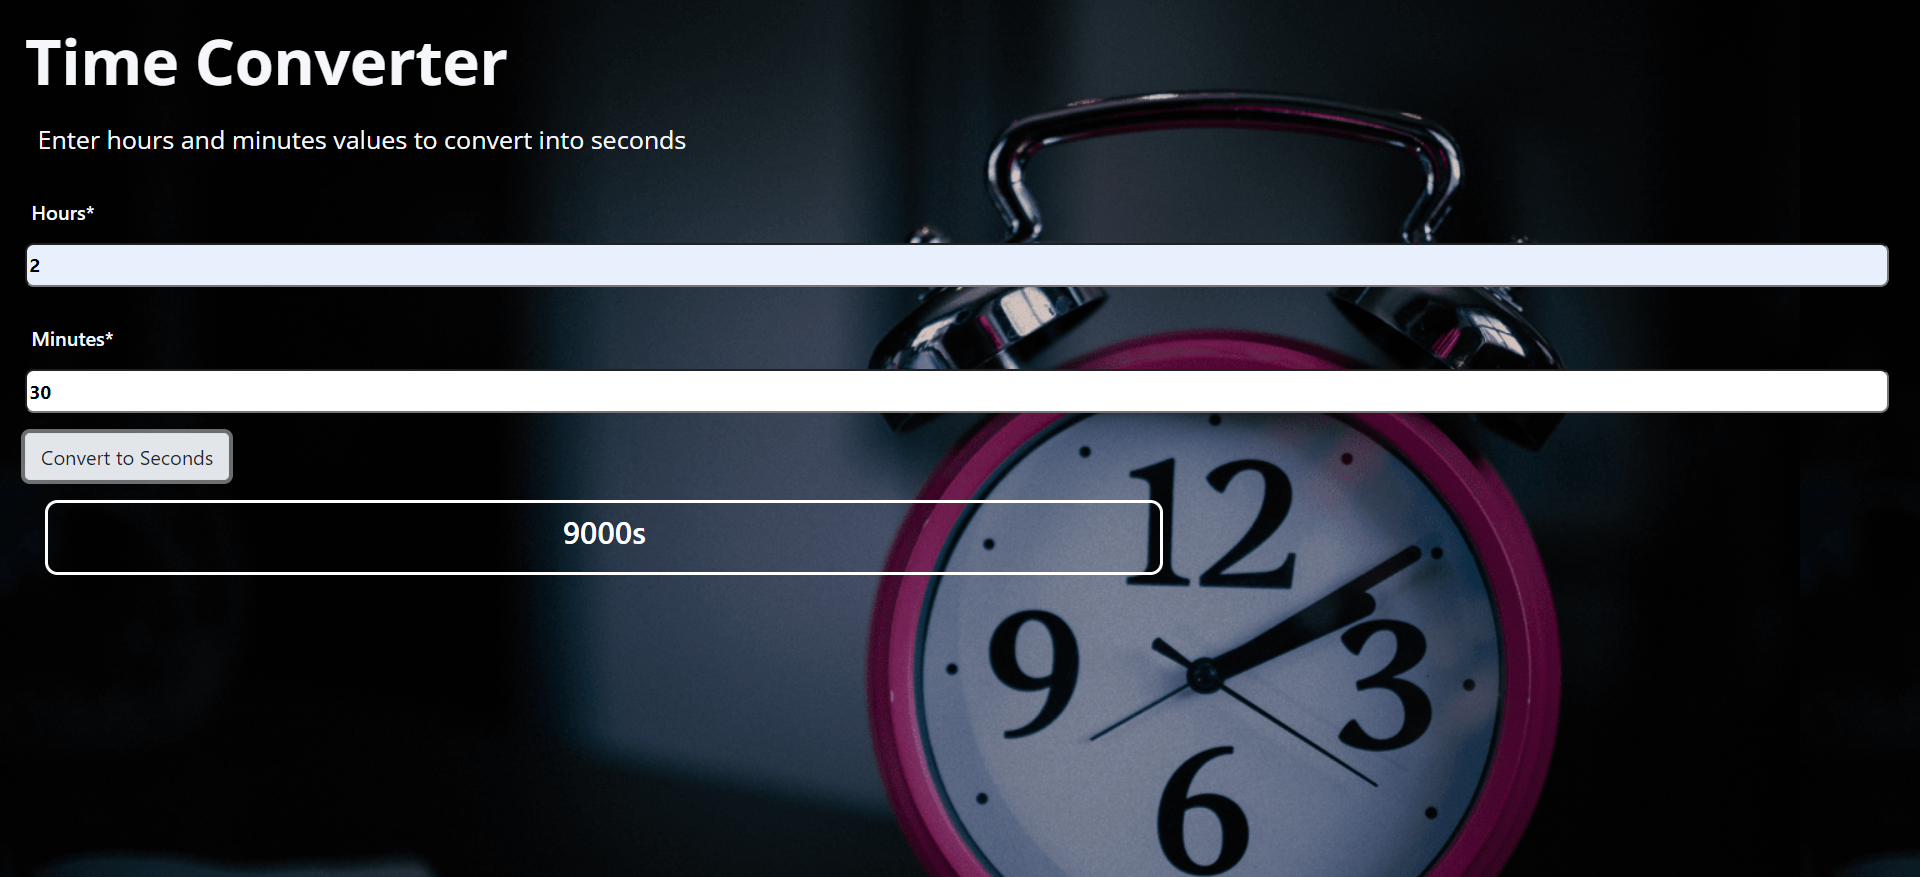 Time Converter
Enter hours and minutes values to convert into seconds
Hours*
2
Minutes*
30
Convert to Seconds
9000s
12
9
3
6